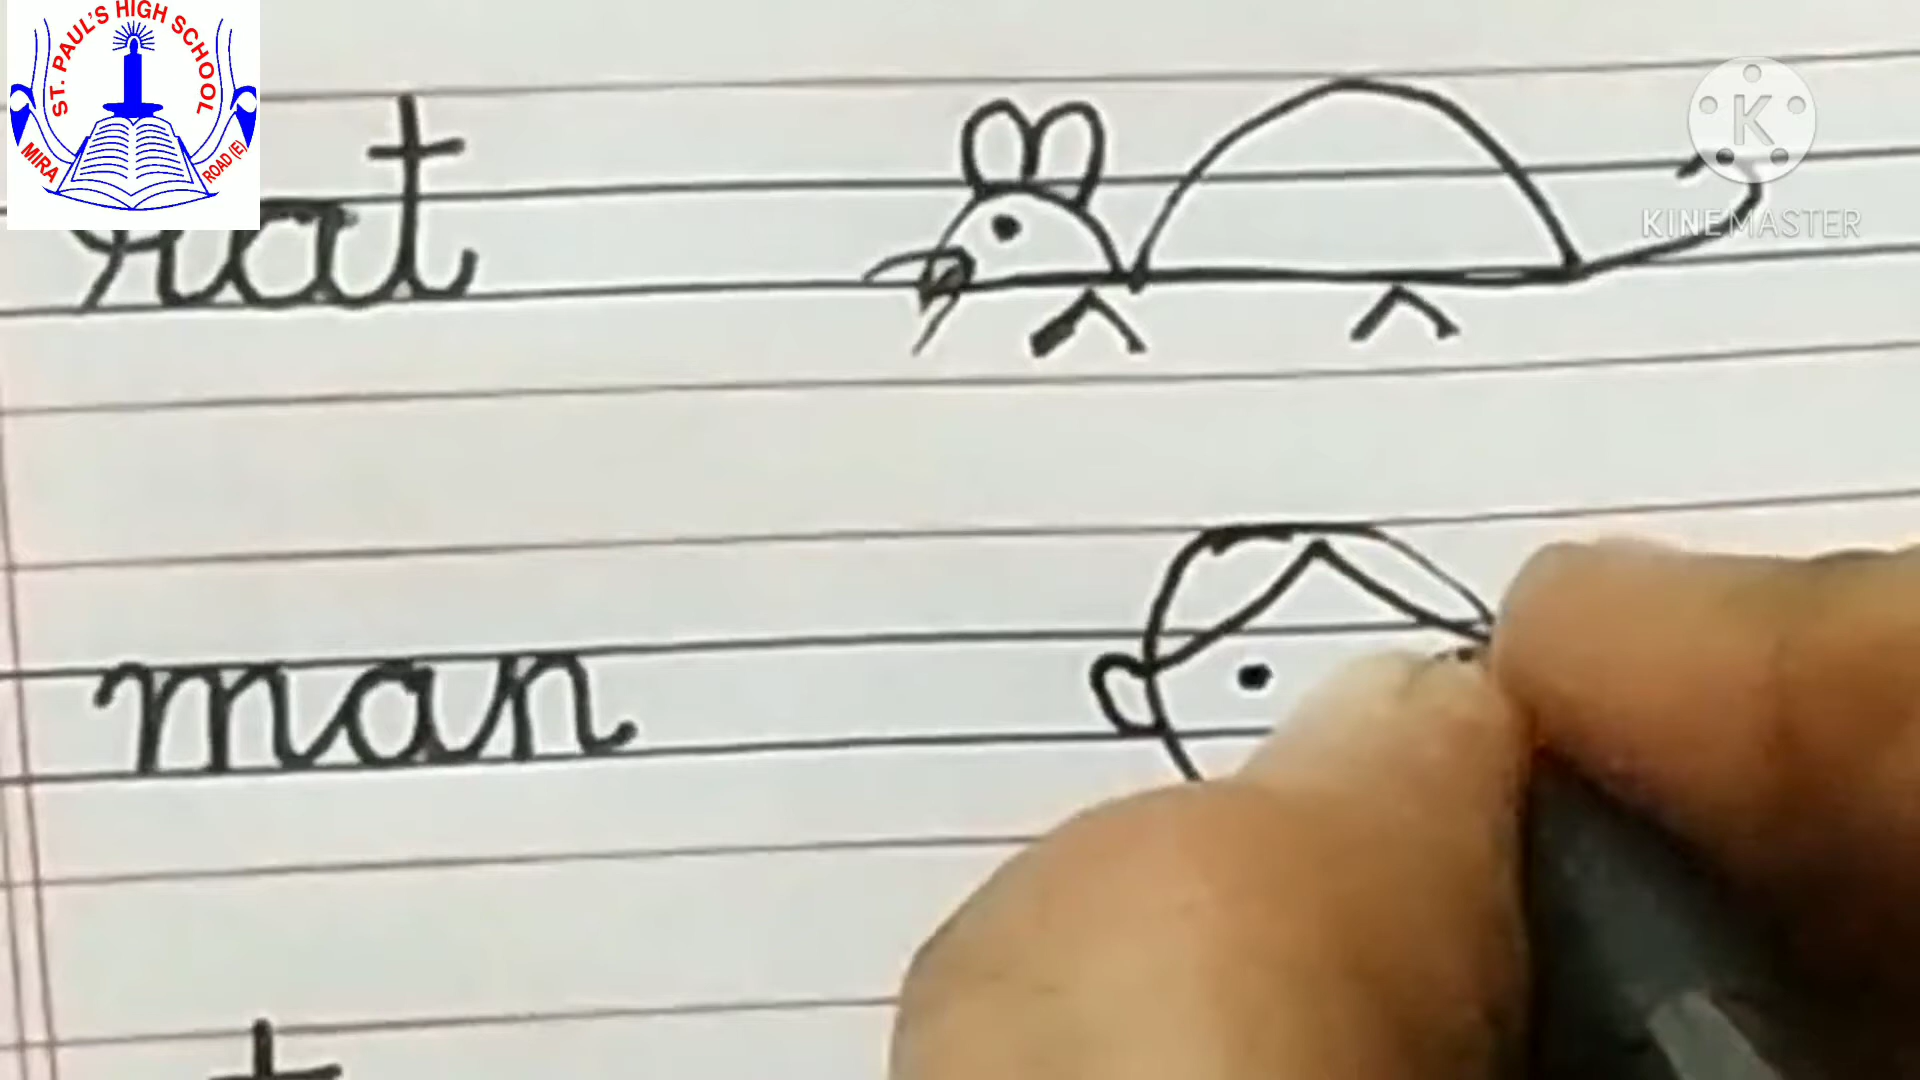 ST. PAUL'S HIGH SCHOOL
MIRA ROAD (E)
K
KINEMASTER
rat
man